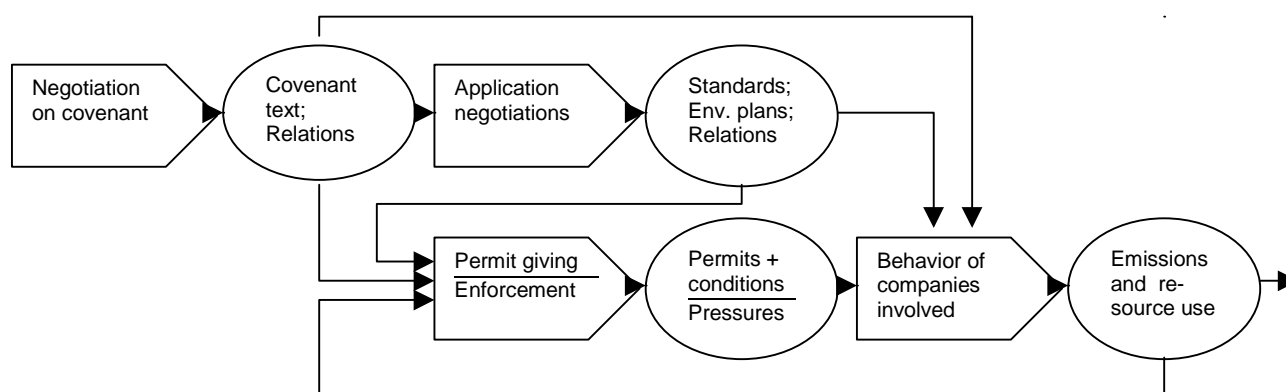 Negotiation
on covenant
Covenant
text;
Relations
Application
negotiations
Standards;
Env. plans;
Relations
Permit giving
Enforcement
Permits +
conditions
Pressures
Behavior of
companies
involved
Emissions
and re-
source use